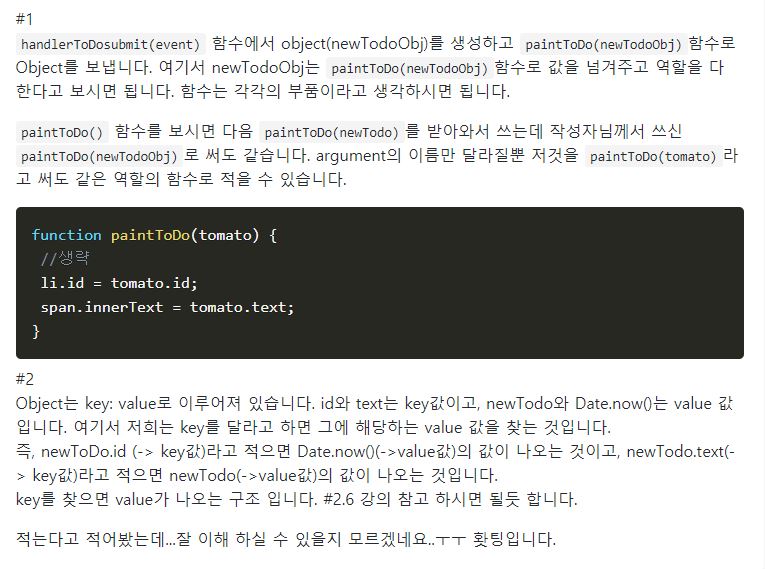 #1
handlerToDosubmit(event) 함수에서 object(newTodoObj)를 생성하고 paintToDo(newTodoObj) 함수로
Object를 보냅니다. 여기서 newTodoObj는 paintToDo(newTodoObj) 함수로 값을 넘겨주고 역할을 다
한다고 보시면 됩니다. 함수는 각각의 부품이라고 생각하시면 됩니다.
paintToDo() 함수를 보시면 다음 paintToDo(newTodo)를 받아와서 쓰는데 작성자님께서 쓰신
paintToDo(newTodoObj) 로 써도 같습니다. argument의 이름만 달라질뿐 저것을 paintToDo(tomato)라
고 써도 같은 역할의 함수로 적을 수 있습니다.
function paintToDo(tomato) {
//생략
li.id = tomato.id;
span.innerText = tomato.text;
}
#2
Object는 key: value로 이루어져 있습니다. id와 text는 key값이고, newTodo와 Date.now()는 value 값
입니다. 여기서 저희는 key를 달라고 하면 그에 해당하는 value 값을 찾는 것입니다.
즉, newToDo.id (-> key값)라고 적으면 Date.now()(->value값)의 값이 나오는 것이고, newTodo.text(-
> key값)라고 적으면 newTodo(->value값)의 값이 나오는 것입니다.
key를 찾으면 value가 나오는 구조 입니다. #2.6 강의 참고 하시면 될듯 합니다.
적는다고 적어봤는데...잘 이해 하실 수 있을지 모르겠네요..ㅜㅜ 홧팅입니다.